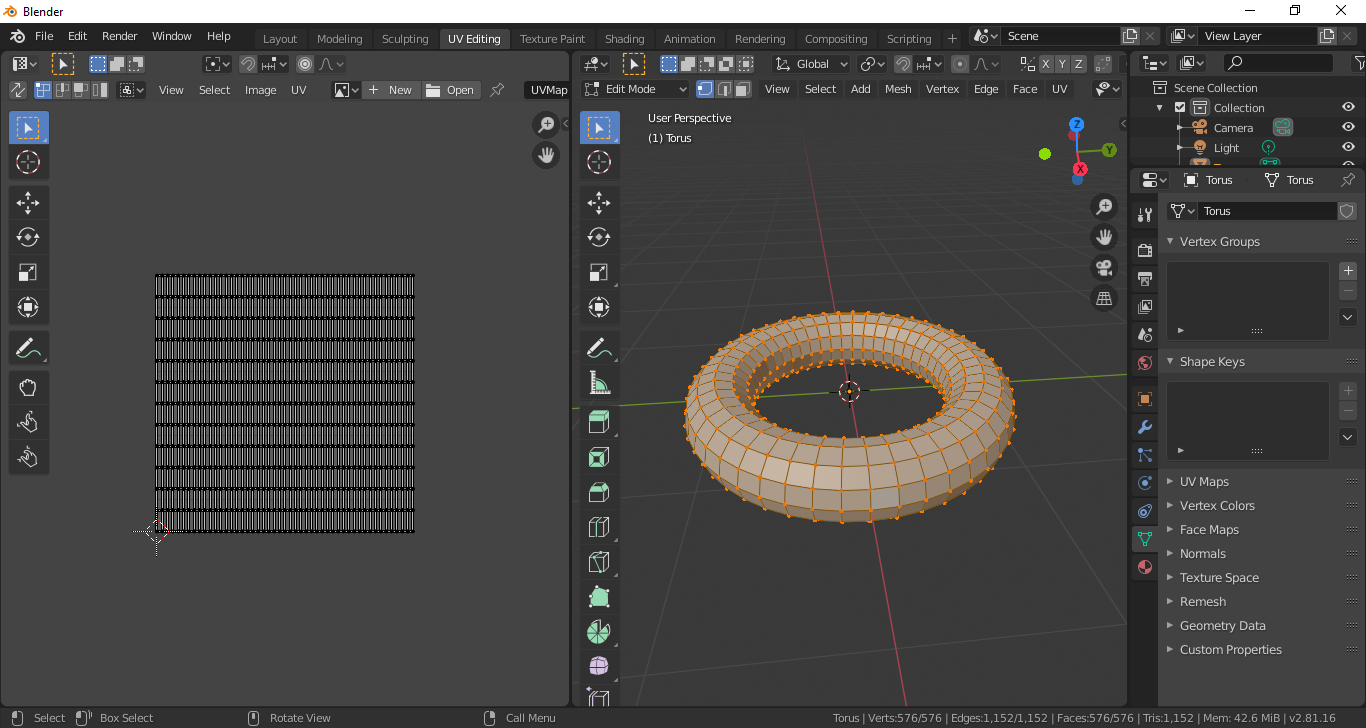 Blender
File Edit Render Window Help Layout Modeling Sculpting UV Editing Texture Paint Shading Animation Rendering Compositing Scripting + Scene View Layer
Global X Y Z
View Select Image UV New Open UVMap Edit Mode View Select Add Mesh Vertex Edge Face UV
Scene Collection
Collection
Camera
Light
User Perspective
(1) Torus
Z
Y
X
Torus Torus
Torus
Vertex Groups
Shape Keys
UV Maps
Vertex Colors
Face Maps
Normals
Texture Space
Remesh
Geometry Data
Custom Properties
Select Box Select Rotate View Call Menu Torus | Verts:576/576 | Edges:1,152/1,152 | Faces:576/576 | Tris:1,152 | Mem: 42.6 MiB | v2.81.16